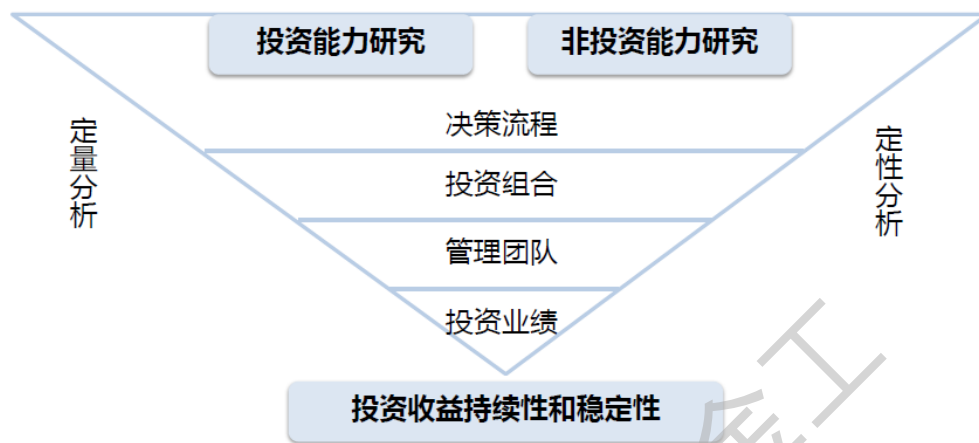 投资能力研究
非投资能力研究
决策流程
定量分析
定性分析
投资组合
管理团队
投资业绩
投资收益持续性和稳定性